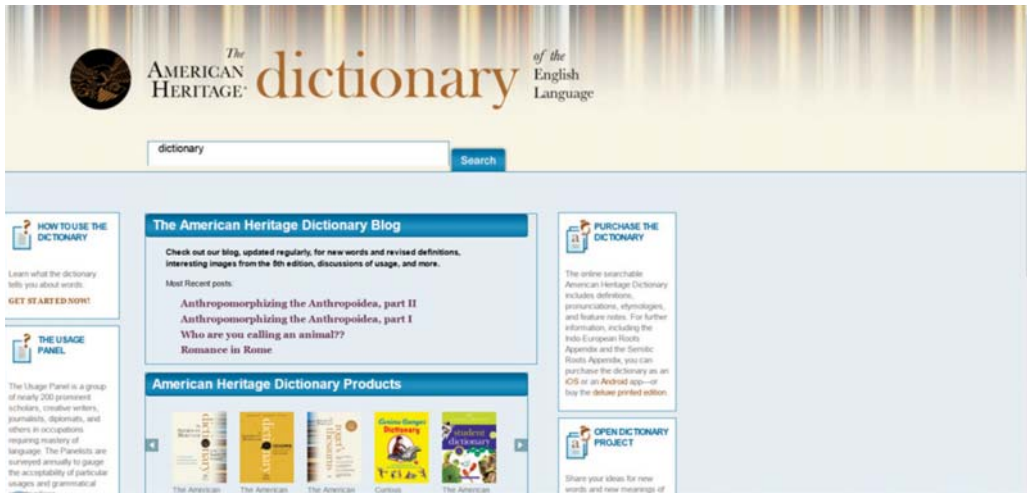 The
AMERICAN
HERITAGE
dictionary
of the
English
Language
dictionary
Search
HOW TO USE THE
DICTIONARY
Learn what the dictionary
tells you about words.
GET STARTED NOW!
THE USAGE
PANEL
The Usage Panel is a group
of nearly 200 prominent
scholars, creative writers,
journalists, diplomats, and
others in occupations
requiring mastery of
language. The Panelists are
surveyed annually to gauge
the acceptability of particular
usages and grammatical
The American Heritage Dictionary Blog
Check out our blog, updated regularly, for new words and revised definitions,
interesting images from the 5th edition, discussions of usage, and more.
Most Recent posts:
Anthropomorphizing the Anthropoidea, part II
Anthropomorphizing the Anthropoidea, part I
Who are you calling an animal??
Romance in Rome
American Heritage Dictionary Products
dictionary
dictionary
Curious George
Dictionary
student
dictionary
The American
The American
The American
Curious
The American
PURCHASE THE
DICTIONARY
The online searchable
American Heritage Dictionary
includes definitions,
pronunciations, etymologies,
and feature notes. For further
information, including the
Indo-European Roots
Appendix and the Semitic
Roots Appendix, you can
purchase the dictionary as an
iOS or an Android app—or
buy the deluxe printed edition.
OPEN DICTIONARY
PROJECT
Share your ideas for new
words and new meanings of